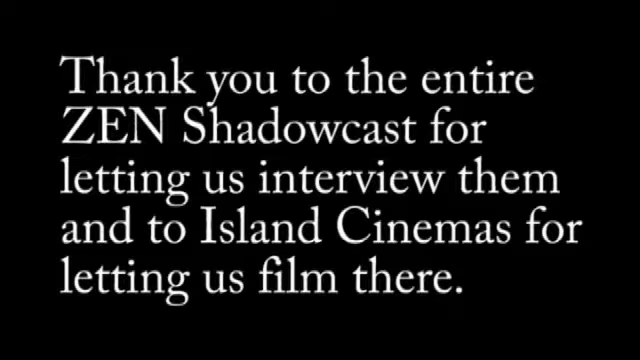 Thank you to the entire
ZEN Shadowcast for
letting us interview them
and to Island Cinemas for
letting us film there.